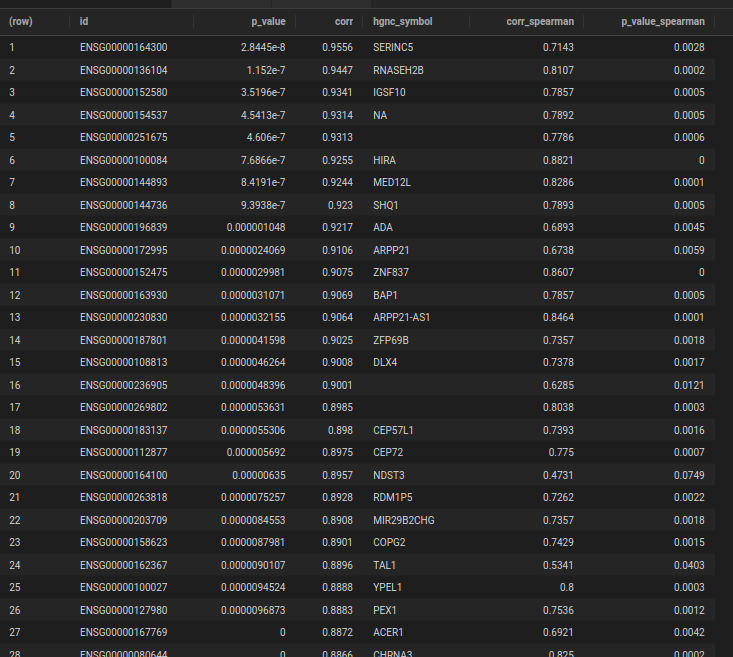 (row) id p_value corr hgnc_symbol corr_spearman p_value_spearman
1 ENSG00000164300 2.8445e-8 0.9556 SERINC5 0.7143 0.0028
2 ENSG00000136104 1.152e-7 0.9447 RNASEH2B 0.8107 0.0002
3 ENSG00000152580 3.5196e-7 0.9341 IGSF10 0.7857 0.0005
4 ENSG00000154537 4.5413e-7 0.9314 NA 0.7892 0.0005
5 ENSG00000251675 4.606e-7 0.9313 0.7786 0.0006
6 ENSG00000100084 7.6866e-7 0.9255 HIRA 0.8821 0
7 ENSG00000144893 8.4191e-7 0.9244 MED12L 0.8286 0.0001
8 ENSG00000144736 9.3938e-7 0.923 SHQ1 0.7893 0.0005
9 ENSG00000196839 0.000001048 0.9217 ADA 0.6893 0.0045
10 ENSG00000172995 0.0000024069 0.9106 ARPP21 0.6738 0.0059
11 ENSG00000152475 0.0000029981 0.9075 ZNF837 0.8607 0
12 ENSG00000163930 0.0000031071 0.9069 BAP1 0.7857 0.0005
13 ENSG00000230830 0.0000032155 0.9064 ARPP21-AS1 0.8464 0.0001
14 ENSG00000187801 0.0000041598 0.9025 ZFP69B 0.7357 0.0018
15 ENSG00000108813 0.0000046264 0.9008 DLX4 0.7378 0.0017
16 ENSG00000236905 0.0000048396 0.9001 0.6285 0.0121
17 ENSG00000269802 0.0000053631 0.8985 0.8038 0.0003
18 ENSG00000183137 0.0000055306 0.898 CEP57L1 0.7393 0.0016
19 ENSG00000112877 0.000005692 0.8975 CEP72 0.775 0.0007
20 ENSG00000164100 0.00000635 0.8957 NDST3 0.4731 0.0749
21 ENSG00000263818 0.0000075257 0.8928 RDM1P5 0.7262 0.0022
22 ENSG00000203709 0.0000084553 0.8908 MIR29B2CHG 0.7357 0.0018
23 ENSG00000158623 0.0000087981 0.8901 COPG2 0.7429 0.0015
24 ENSG00000162367 0.0000090107 0.8896 TAL1 0.5341 0.0403
25 ENSG00000100027 0.0000094524 0.8888 YPEL1 0.8 0.0003
26 ENSG00000127980 0.0000096873 0.8883 PEX1 0.7536 0.0012
27 ENSG00000167769 0 0.8872 ACER1 0.6921 0.0042
28 ENSG00000080644 0 0.8866 CHRNA3 0.825 0.0002